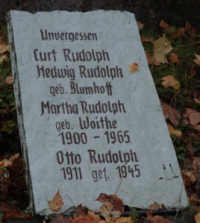 Unvergessen
Curt Rudolph
Hedwig Rudolph
geb. Blumhoff
Martha Rudolph
geb. Woithe
1900 - 1965
Otto Rudolph
1911 gef. 1945